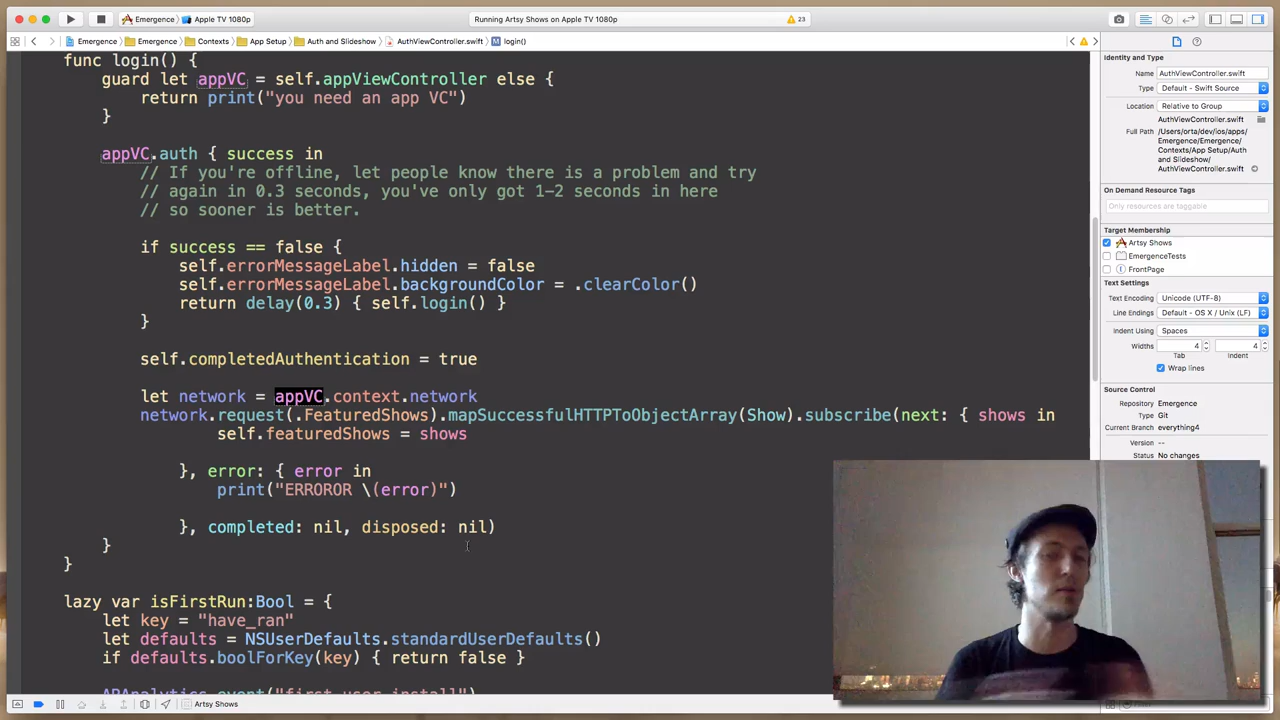 Emergence
Apple TV 1080p
Running Artsy Shows on Apple TV 1080p
23
Emergence
Emergence
Contexts
App Setup
Auth and Slideshow
AuthViewController.swift
M
login()
func login() {
guard let appVC = self.appViewController else {
return print("you need an app VC")
}
appVC.auth { success in
// If you're offline, let people know there is a problem and try
// again in 0.3 seconds, you've only got 1-2 seconds in here
// so sooner is better.
if success == false {
self.errorMessageLabel.hidden = false
self.errorMessageLabel.backgroundColor = .clearColor()
return delay(0.3) { self.login() }
}
self.completedAuthentication = true
let network = appVC.context.network
network.request(.FeaturedShows).mapSuccessfulHTTPToObjectArray(Show).subscribe(next: { shows in
self.featuredShows = shows
}, error: { error in
print("ERROROR \(error)")
}, completed: nil, disposed: nil)
}
}
lazy var isFirstRun:Bool = {
let key = "have_ran"
let defaults = NSUserDefaults.standardUserDefaults()
if defaults.boolForKey(key) { return false }
ARAnalytics.event("first_user_install")
Artsy Shows
Identity and Type
Name AuthViewController.swift
Type Default - Swift Source
Location Relative to Group
AuthViewController.swift
Full Path /Users/orta/dev/ios/apps/
Emergence/Emergence/
Contexts/App Setup/Auth
and Slideshow/
AuthViewController.swift
On Demand Resource Tags
Only resources are taggable
Target Membership
Artsy Shows
EmergenceTests
FrontPage
Text Settings
Text Encoding Unicode (UTF-8)
Line Endings Default - OS X / Unix (LF)
Indent Using Spaces
Widths 4 4
Tab Indent
Wrap lines
Source Control
Repository Emergence
Type Git
Current Branch everything4
Version --
Status No changes